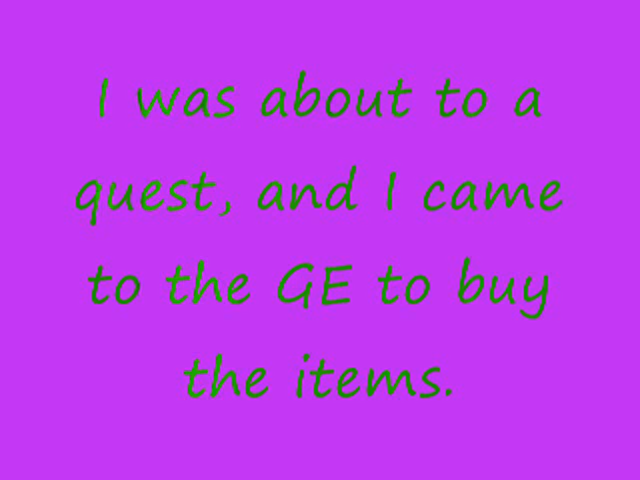 I was about to a
quest, and I came
to the GE to buy
the items.